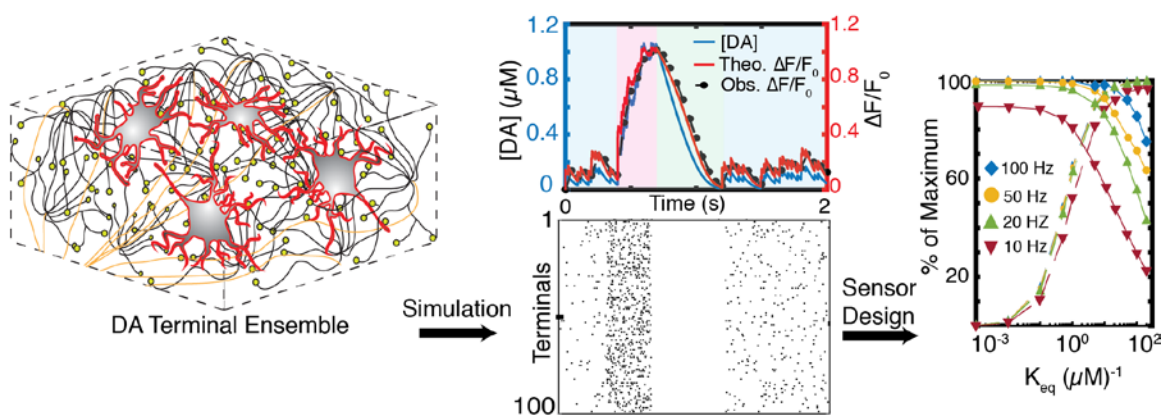 DA Terminal Ensemble
Simulation
1.2
0.8
0.4
0
[DA] (µM)
[DA]
Theo. ΔF/F₀
Obs. ΔF/F₀
1.2
0.8
0.4
0
ΔF/F₀
0
Time (s)
2
1
Terminals
100
Sensor
Design
100
60
20
% of Maximum
100 Hz
50 Hz
20 HZ
10 Hz
10⁻³
10⁰
10²
K_eq (µM)⁻¹